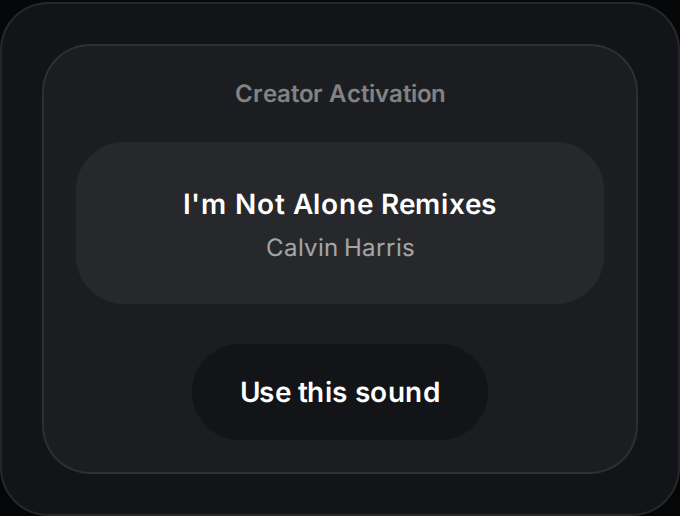 Creator Activation
I'm Not Alone Remixes
Calvin Harris
Use this sound